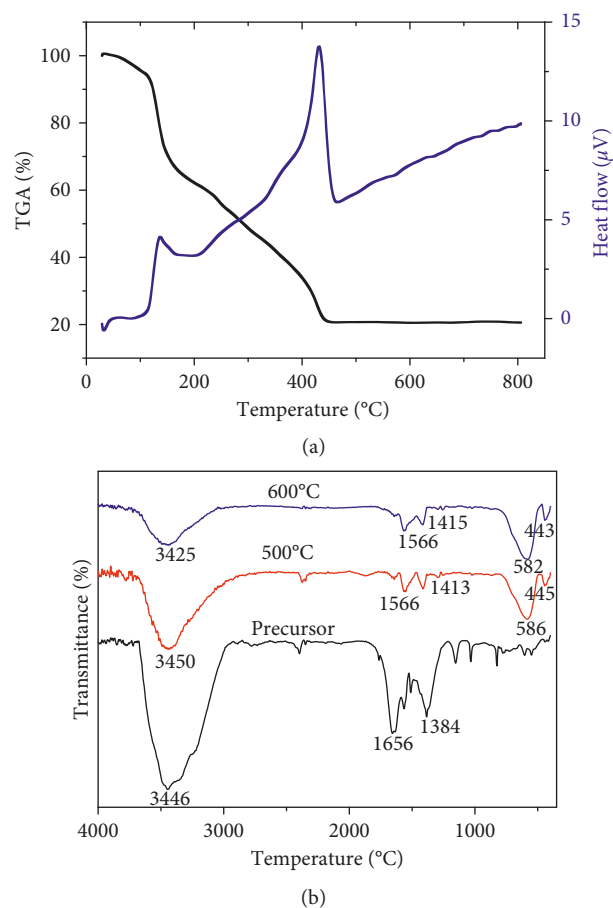 15
100
80
10
60
5
40
20
0
TGA (%)
Heat flow (µV)
0 200 400 600 800
Temperature (°C)
(a)
600°C
3425
1566
1415
582
443
500°C
3450
1566
1413
586
445
Precursor
3446
1656
1384
Transmittance (%)
4000 3000 2000 1000
Temperature (°C)
(b)